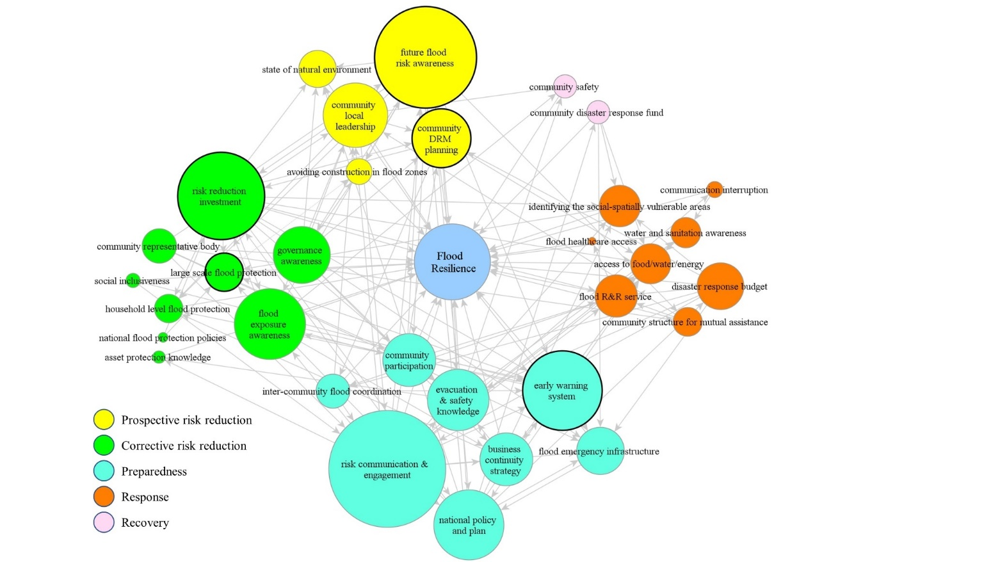 future flood
risk awareness
state of natural environment
community
local
leadership
community
DRM
planning
avoiding construction in flood zones
community safety
community disaster response fund
risk reduction
investment
communication interruption
identifying the social-spatially vulnerable areas
water and sanitation awareness
flood healthcare access
community representative body
governance
awareness
Flood
Resilience
access to food/water/energy
large scale flood protection
social inclusiveness
disaster response budget
flood R&R service
household level flood protection
flood
exposure
awareness
community structure for mutual assistance
national flood protection policies
asset protection knowledge
community
participation
inter-community flood coordination
evacuation
& safety
knowledge
early warning
system
risk communication &
engagement
business
continuity
strategy
flood emergency infrastructure
national policy
and plan
Prospective risk reduction
Corrective risk reduction
Preparedness
Response
Recovery